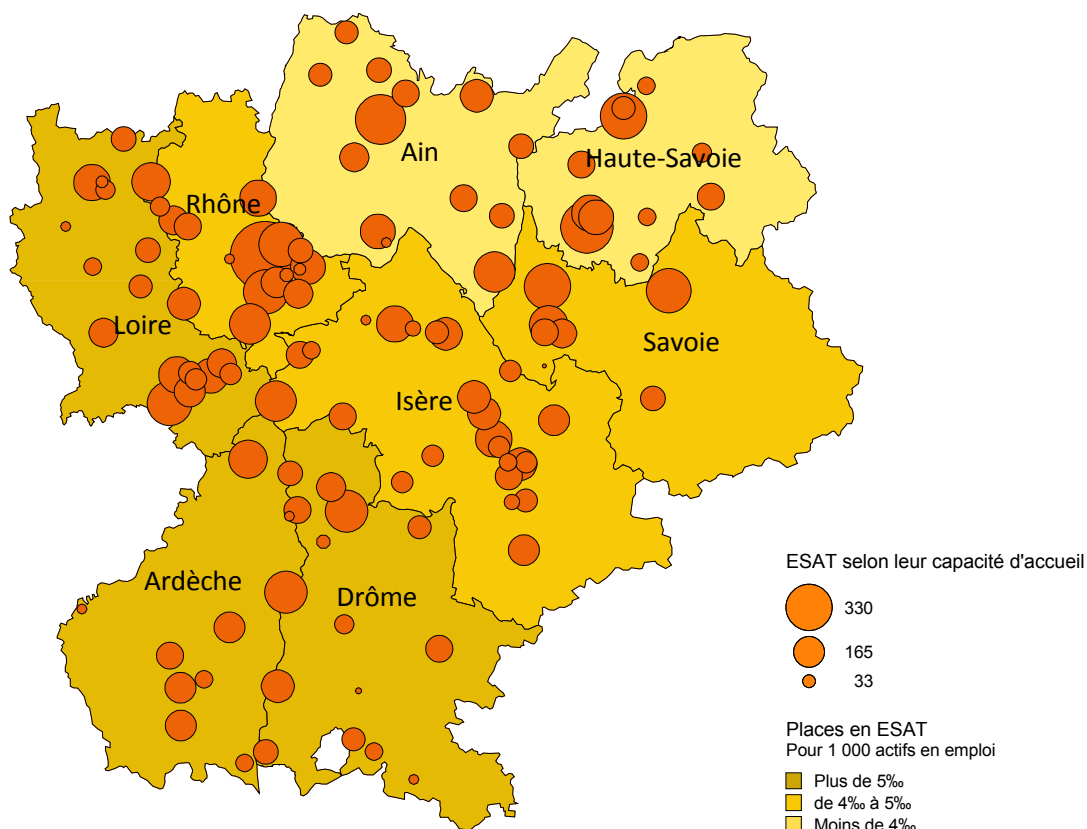 Ain
Haute-Savoie
Rhône
Loire
Savoie
Isère
Ardèche
Drôme
ESAT selon leur capacité d'accueil
330
165
33
Places en ESAT
Pour 1 000 actifs en emploi
Plus de 5‰
de 4‰ à 5‰
Moins de 4‰